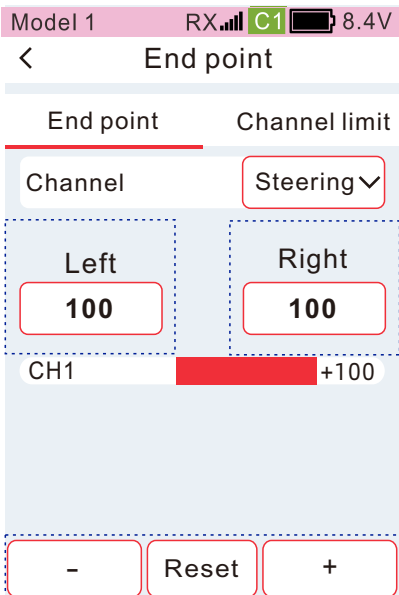 Model 1 RX C1 8.4V
End point
End point Channel limit
Channel Steering
Left Right
100 100
CH1 +100
- Reset +